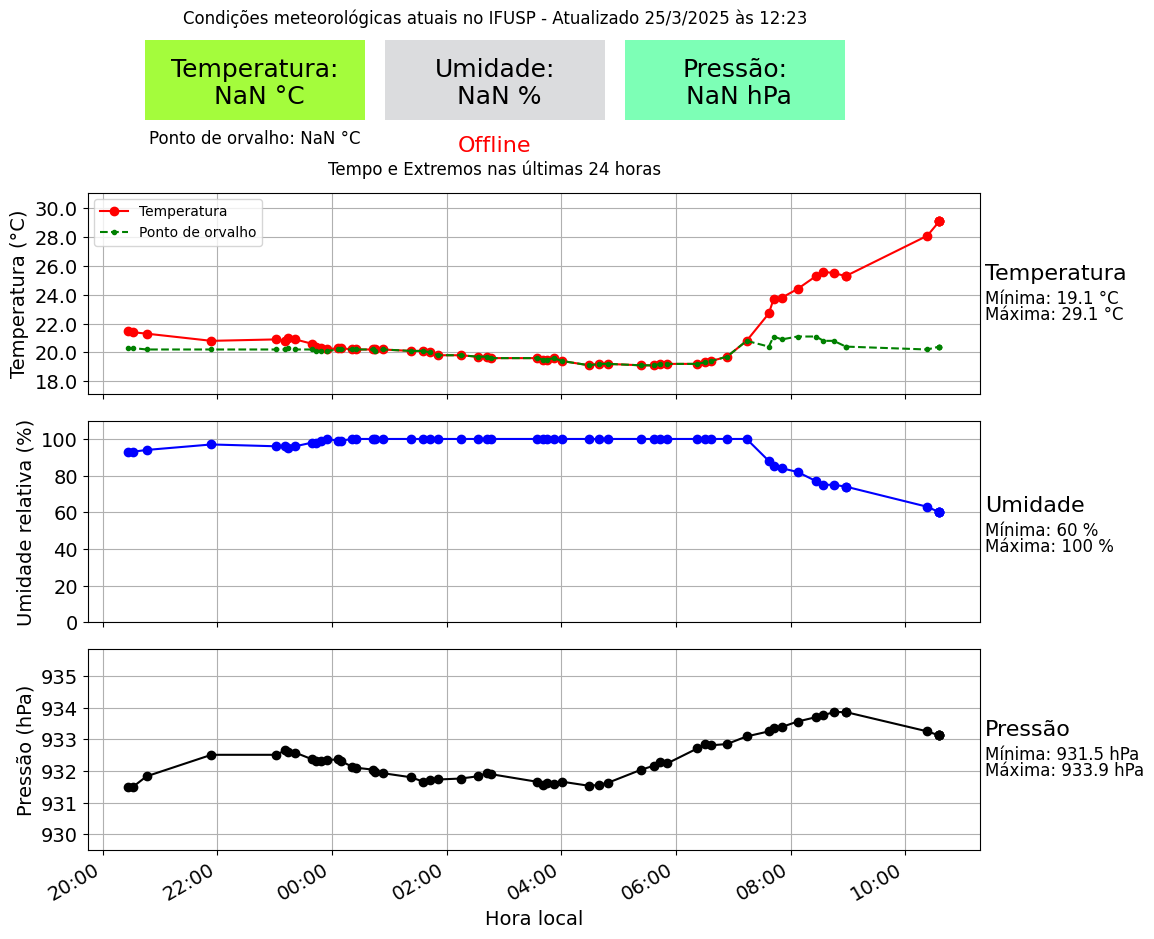 Condições meteorológicas atuais no IFUSP - Atualizado 25/3/2025 às 12:23
Temperatura:
NaN °C
Umidade:
NaN %
Pressão:
NaN hPa
Ponto de orvalho: NaN °C
Offline
Tempo e Extremos nas últimas 24 horas
Temperatura (°C)
30.0
28.0
26.0
24.0
22.0
20.0
18.0
Temperatura
Ponto de orvalho
Temperatura
Mínima: 19.1 °C
Máxima: 29.1 °C
Umidade relativa (%)
100
80
60
40
20
0
Umidade
Mínima: 60 %
Máxima: 100 %
Pressão (hPa)
935
934
933
932
931
930
Pressão
Mínima: 931.5 hPa
Máxima: 933.9 hPa
20:00
22:00
00:00
02:00
04:00
06:00
08:00
10:00
Hora local